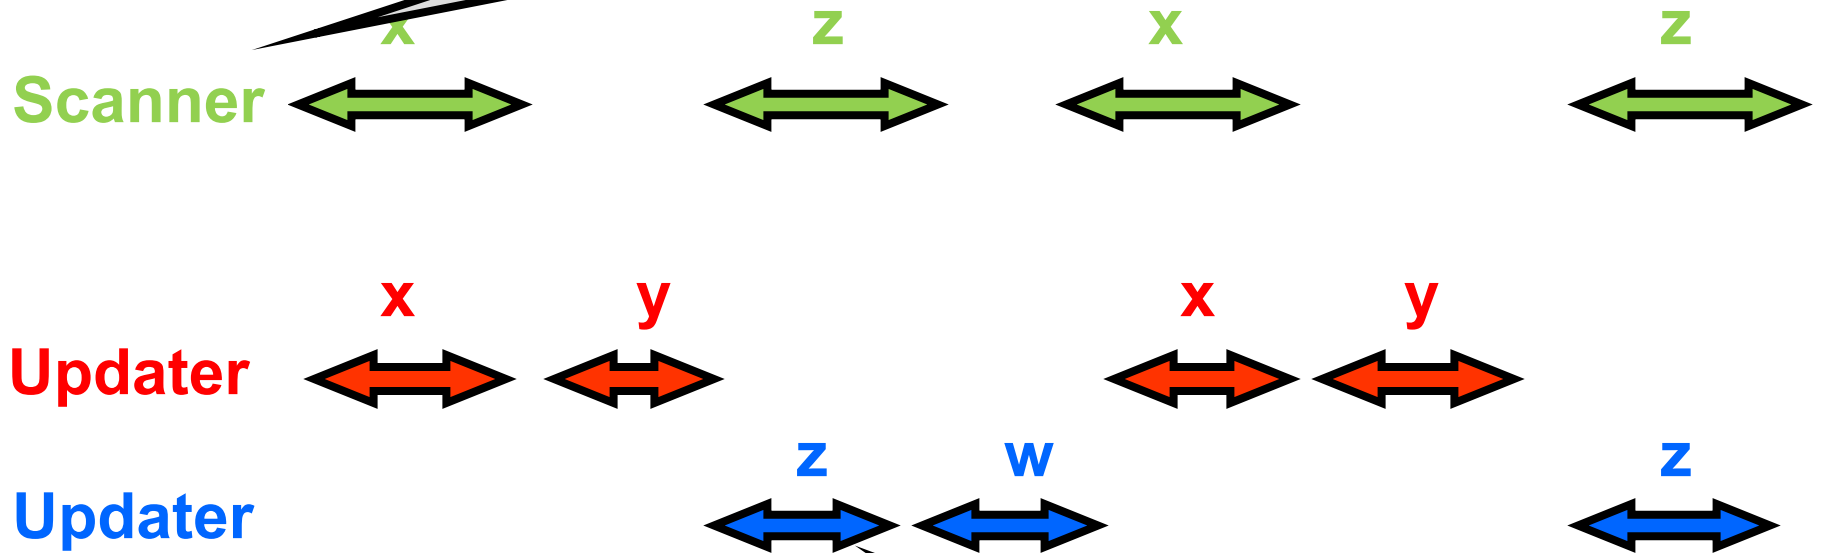 x z x z
Scanner
x y x y
Updater
z w z
Updater